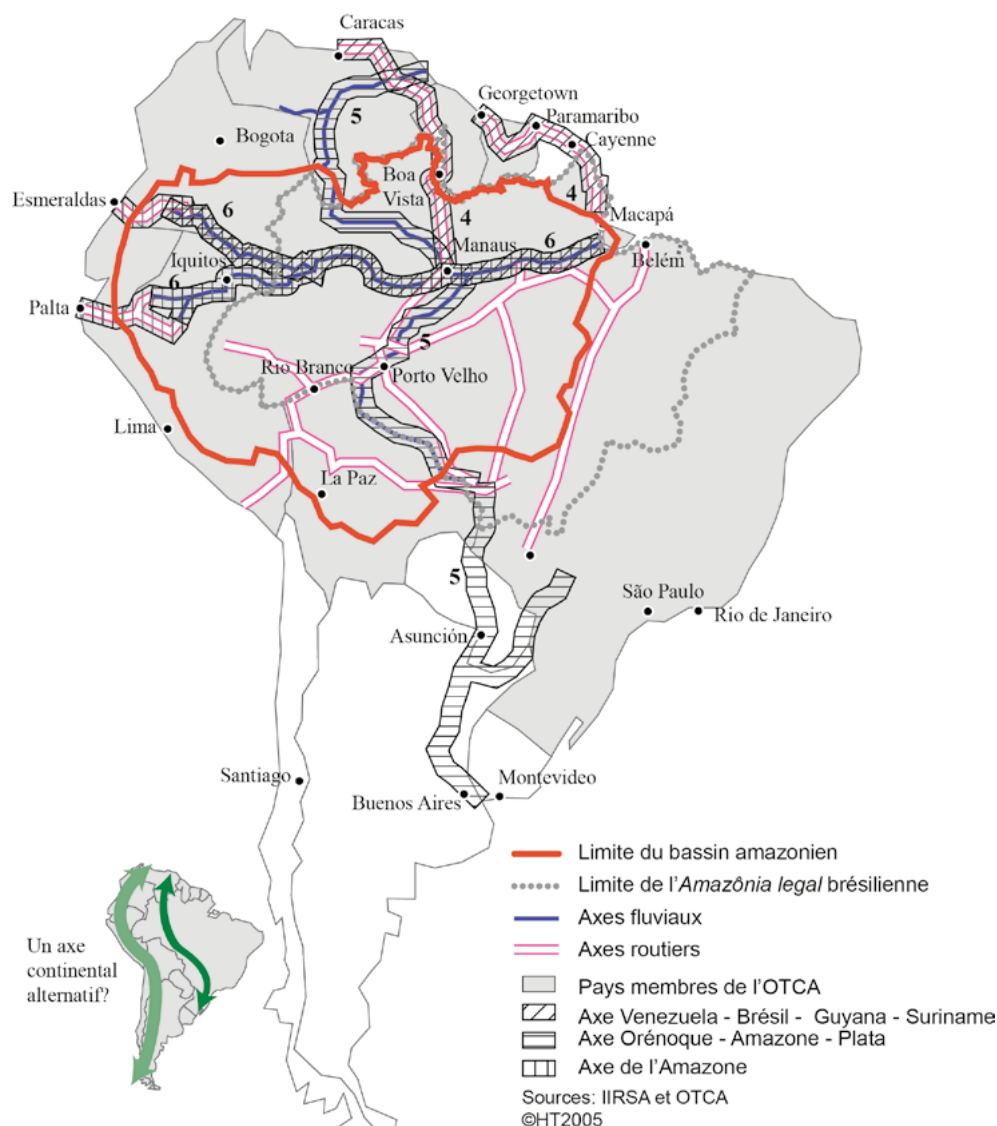 Caracas
Georgetown
Paramaribo
Cayenne
5
Bogota
Boa
Vista
4
4
Esmeraldas
6
Macapá
Manaus
6
Belém
Iquitos
6
Palta
5
Rio Branco
Porto Velho
Lima
La Paz
5
São Paulo
Rio de Janeiro
Asunción
Santiago
Buenos Aires
Montevideo
Limite du bassin amazonien
Limite de l'Amazônia legal brésilienne
Axes fluviaux
Axes routiers
Pays membres de l'OTCA
Axe Venezuela - Brésil - Guyana - Suriname
Axe Orénoque - Amazone - Plata
Axe de l'Amazone
Sources: IIRSA et OTCA
©HT2005
Un axe
continental
alternatif?